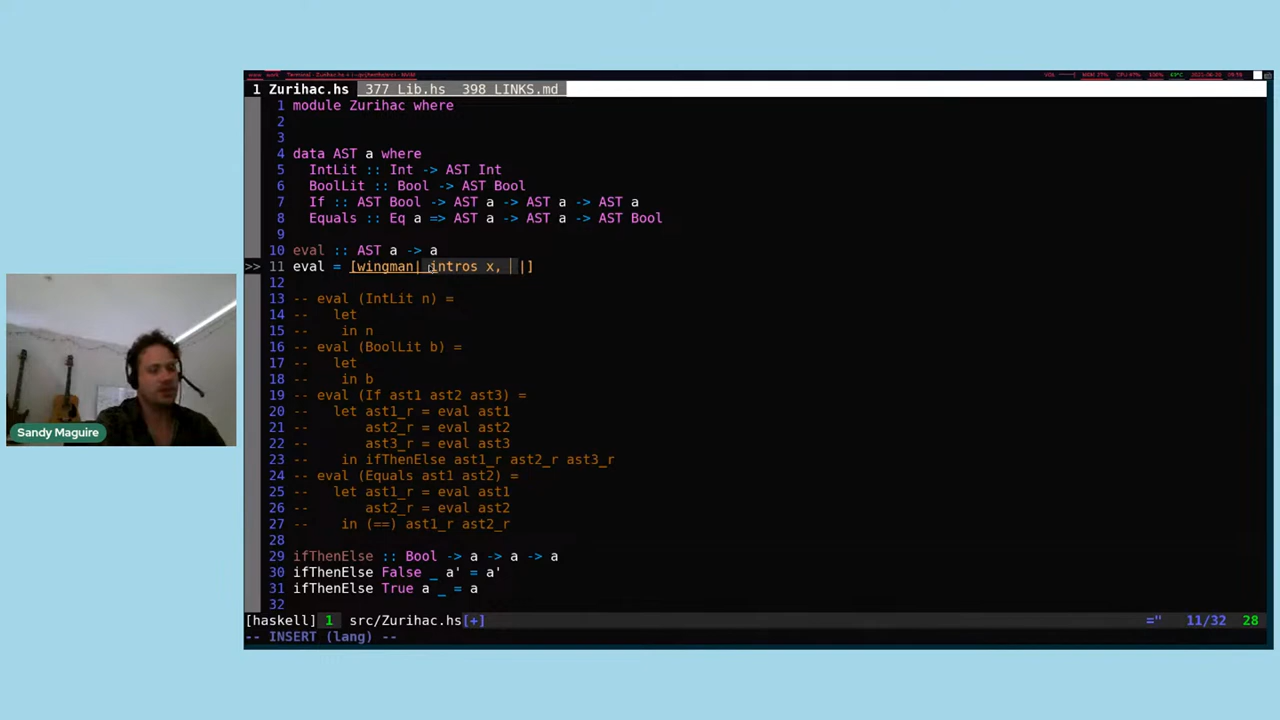 1 Zurihac.hs 377 Lib.hs 398 LINKS.md
1 module Zurihac where
2
3
4 data AST a where
5 IntLit :: Int -> AST Int
6 BoolLit :: Bool -> AST Bool
7 If :: AST Bool -> AST a -> AST a -> AST a
8 Equals :: Eq a => AST a -> AST a -> AST Bool
9
10 eval :: AST a -> a
>> 11 eval = [wingman| intros x, |]
12
13 -- eval (IntLit n) =
14 -- let
15 -- in n
16 -- eval (BoolLit b) =
17 -- let
18 -- in b
19 -- eval (If ast1 ast2 ast3) =
20 -- let ast1_r = eval ast1
21 -- ast2_r = eval ast2
22 -- ast3_r = eval ast3
23 -- in ifThenElse ast1_r ast2_r ast3_r
24 -- eval (Equals ast1 ast2) =
25 -- let ast1_r = eval ast1
26 -- ast2_r = eval ast2
27 -- in (==) ast1_r ast2_r
28
29 ifThenElse :: Bool -> a -> a -> a
30 ifThenElse False _ a' = a'
31 ifThenElse True a _ = a
32
[haskell] 1 src/Zurihac.hs[+] =" 11/32 28
-- INSERT (lang) --
Sandy Maguire